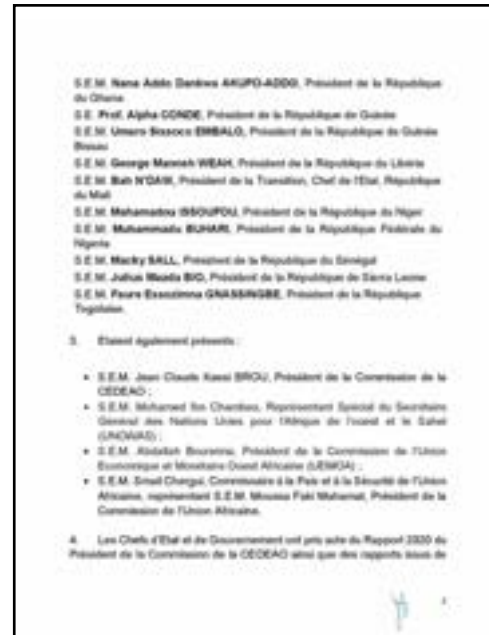 S.E.M. Nana Addo Dankwa AKUFO-ADDO, Président de la République
du Ghana
S.E. Prof. Alpha CONDE, Président de la République de Guinée
S.E.M. Umaro Sissoco EMBALO, Président de la République de Guinée
Bissau
S.E.M. George Manneh WEAH, Président de la République du Libéria
S.E.M. Bah N'DAW, Président de la Transition, Chef de l'Etat, République
du Mali
S.E.M. Mahamadou ISSOUFOU, Président de la République du Niger
S.E.M. Muhammadu BUHARI, Président de la République Fédérale du
Nigeria
S.E.M. Macky SALL, Président de la République du Sénégal
S.E.M. Julius Maada BIO, Président de la République de Sierra Leone
S.E.M. Faure Essozimna GNASSINGBE, Président de la République
Togolaise.
3. Etaient également présents :
• S.E.M. Jean Claude Kassi BROU, Président de la Commission de la
CEDEAO ;
• S.E.M. Mohamed Ibn Chambas, Représentant Spécial du Secrétaire
Général des Nations Unies pour l'Afrique de l'ouest et le Sahel
(UNOWAS) ;
• S.E.M. Abdallah Boureima, Président de la Commission de l'Union
Economique et Monétaire Ouest Africaine (UEMOA) ;
• S.E.M. Smail Chergui, Commissaire à la Paix et à la Sécurité de l'Union
Africaine, représentant S.E.M. Moussa Faki Mahamat, Président de la
Commission de l'Union Africaine.
4. Les Chefs d'Etat et de Gouvernement ont pris acte du Rapport 2020 du
Président de la Commission de la CEDEAO ainsi que des rapports issus de